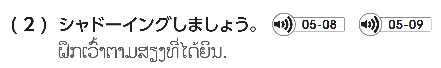 (2) シャドーイングしましょう。 05-08 05-09
ຝຶກເວົ້າຕາມສຽງທີ່ໄດ້ຍິນ.